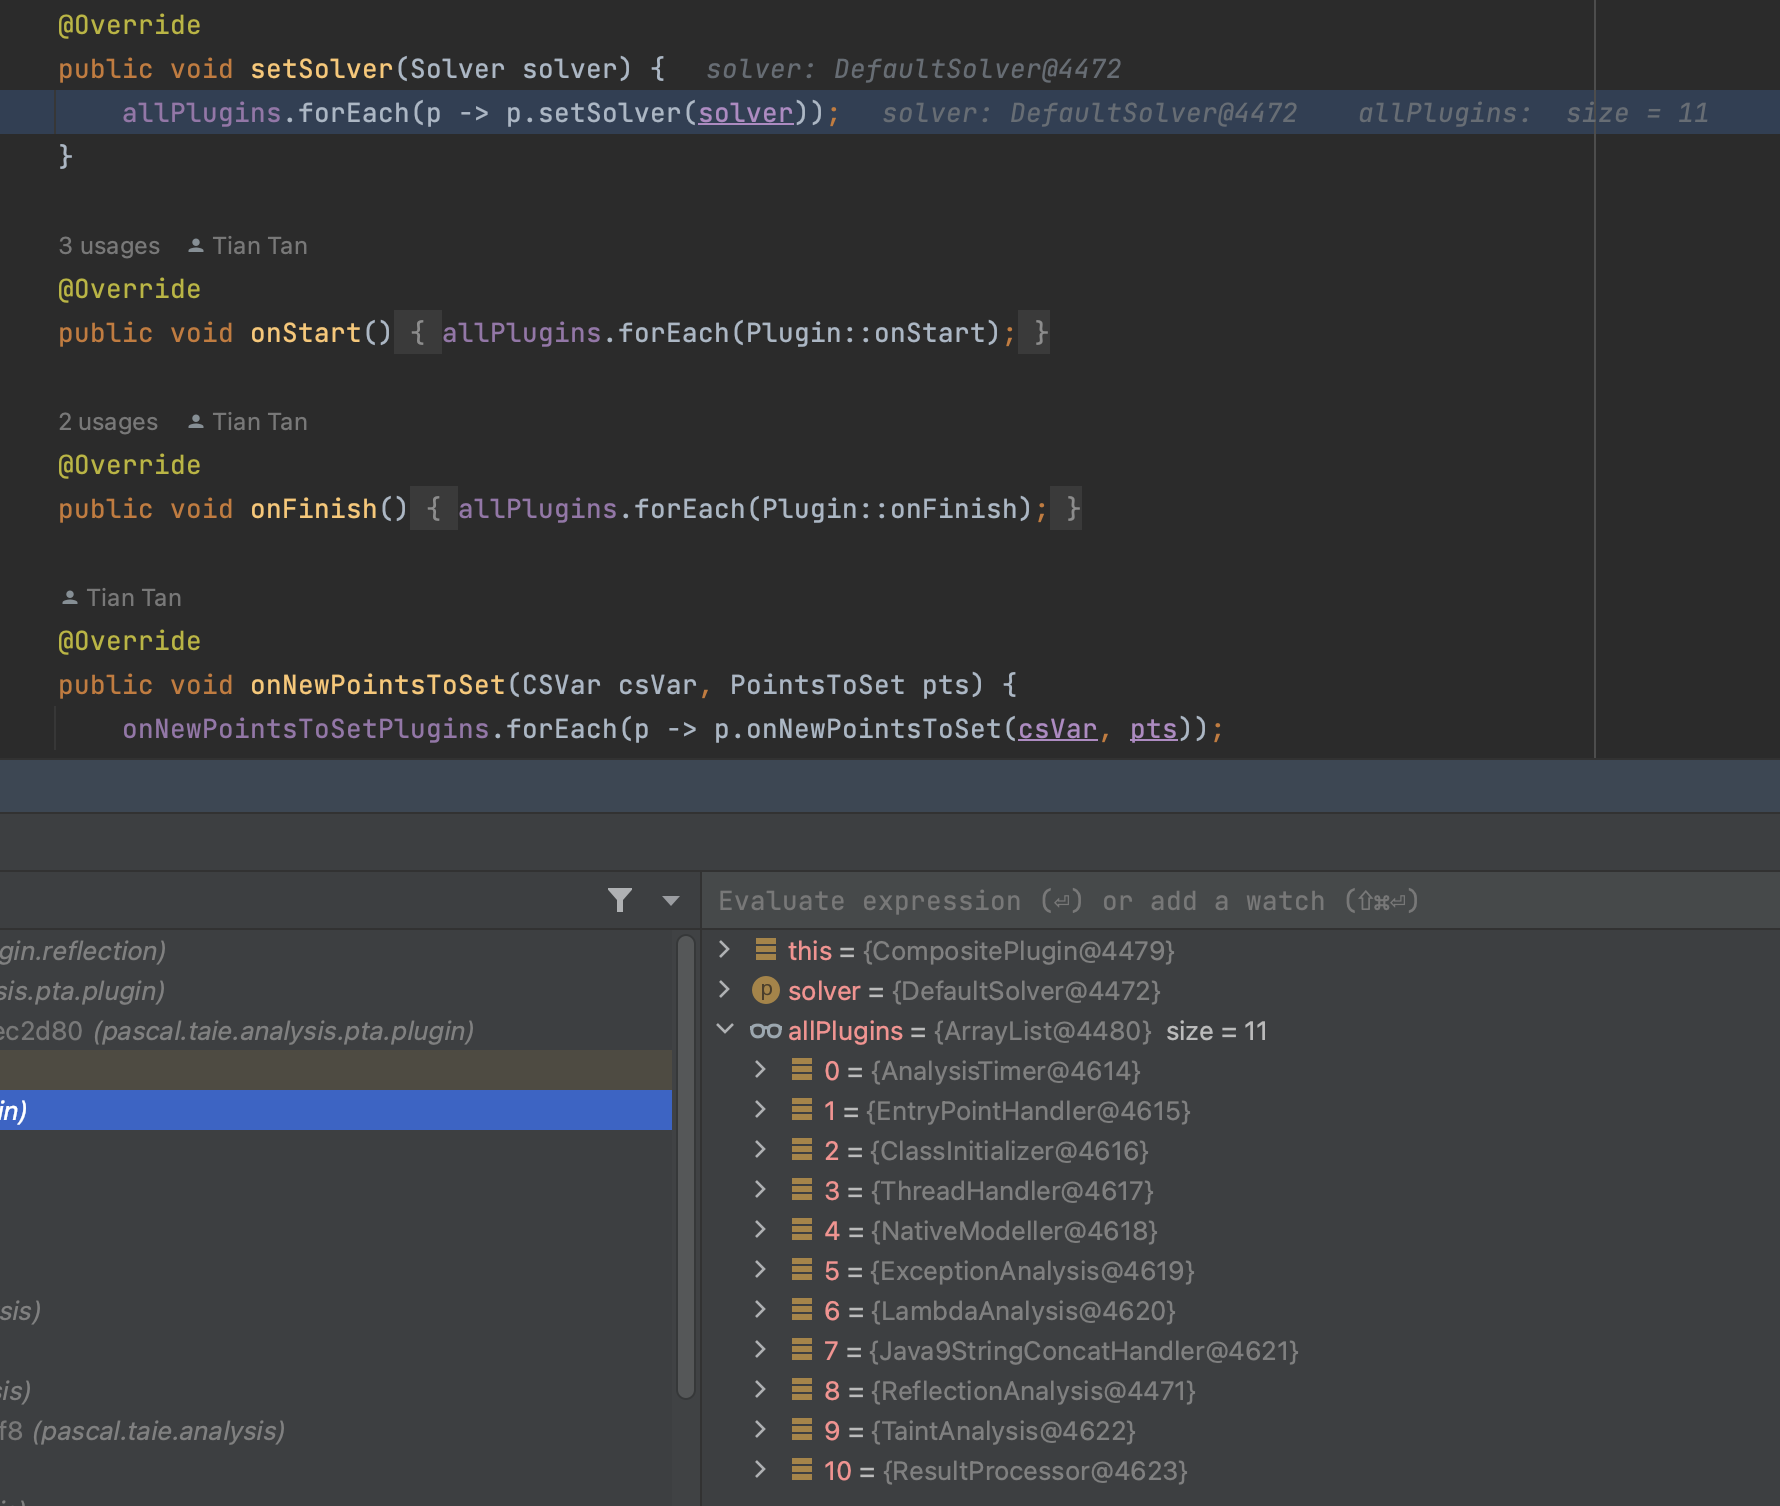 @Override
public void setSolver(Solver solver) {   solver: DefaultSolver@4472
allPlugins.forEach(p -> p.setSolver(solver));   solver: DefaultSolver@4472   allPlugins:  size = 11
}
3 usages   Tian Tan
@Override
public void onStart() { allPlugins.forEach(Plugin::onStart); }
2 usages   Tian Tan
@Override
public void onFinish() { allPlugins.forEach(Plugin::onFinish); }
Tian Tan
@Override
public void onNewPointsToSet(CSVar csVar, PointsToSet pts) {
onNewPointsToSetPlugins.forEach(p -> p.onNewPointsToSet(csVar, pts));
gin.reflection)
sis.pta.plugin)
ec2d80 (pascal.taie.analysis.pta.plugin)
in)
sis)
sis)
f8 (pascal.taie.analysis)
Evaluate expression (⏎) or add a watch (⇧⌘⏎)
this = {CompositePlugin@4479}
p solver = {DefaultSolver@4472}
allPlugins = {ArrayList@4480} size = 11
0 = {AnalysisTimer@4614}
1 = {EntryPointHandler@4615}
2 = {ClassInitializer@4616}
3 = {ThreadHandler@4617}
4 = {NativeModeller@4618}
5 = {ExceptionAnalysis@4619}
6 = {LambdaAnalysis@4620}
7 = {Java9StringConcatHandler@4621}
8 = {ReflectionAnalysis@4471}
9 = {TaintAnalysis@4622}
10 = {ResultProcessor@4623}